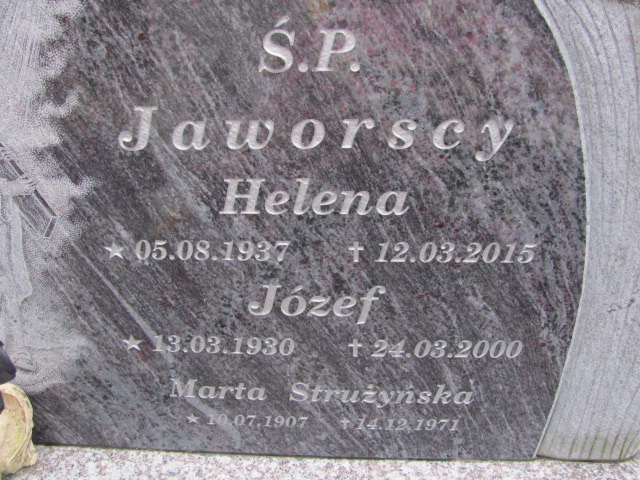 Ś.P.
Jaworscy
Helena
★ 05.08.1937 ✝ 12.03.2015
Józef
★ 13.03.1930 ✝ 24.03.2000
Marta Strużyńska
★ 10.07.1907 ✝ 14.12.1971